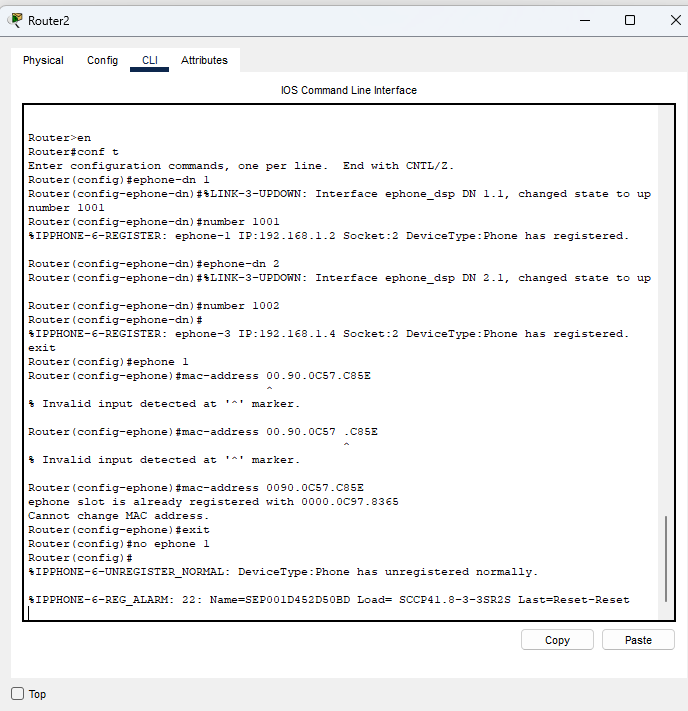 Router2
Physical Config CLI Attributes
IOS Command Line Interface
Router>en
Router#conf t
Enter configuration commands, one per line.  End with CNTL/Z.
Router(config)#ephone-dn 1
Router(config-ephone-dn)#%LINK-3-UPDOWN: Interface ephone_dsp DN 1.1, changed state to up
number 1001
Router(config-ephone-dn)#number 1001
%IPPHONE-6-REGISTER: ephone-1 IP:192.168.1.2 Socket:2 DeviceType:Phone has registered.
Router(config-ephone-dn)#ephone-dn 2
Router(config-ephone-dn)#%LINK-3-UPDOWN: Interface ephone_dsp DN 2.1, changed state to up
Router(config-ephone-dn)#number 1002
Router(config-ephone-dn)#
%IPPHONE-6-REGISTER: ephone-3 IP:192.168.1.4 Socket:2 DeviceType:Phone has registered.
exit
Router(config)#ephone 1
Router(config-ephone)#mac-address 00.90.0C57.C85E
^
% Invalid input detected at '^' marker.
Router(config-ephone)#mac-address 00.90.0C57 .C85E
^
% Invalid input detected at '^' marker.
Router(config-ephone)#mac-address 0090.0C57.C85E
ephone slot is already registered with 0000.0C97.8365
Cannot change MAC address.
Router(config-ephone)#exit
Router(config)#no ephone 1
Router(config)#
%IPPHONE-6-UNREGISTER_NORMAL: DeviceType:Phone has unregistered normally.
%IPPHONE-6-REG_ALARM: 22: Name=SEP001D452D50BD Load= SCCP41.8-3-3SR2S Last=Reset-Reset
Copy Paste
Top